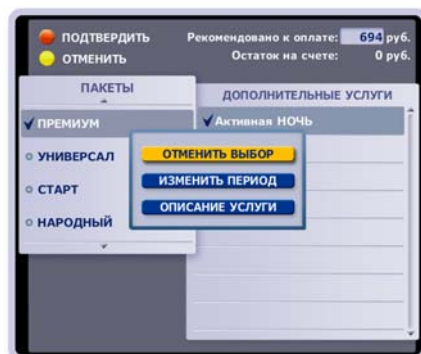 ПОДТВЕРДИТЬ Рекомендовано к оплате: 694 руб.
ОТМЕНИТЬ Остаток на счете: 0 руб.
ПАКЕТЫ
ДОПОЛНИТЕЛЬНЫЕ УСЛУГИ
ПРЕМИУМ
Активная НОЧЬ
УНИВЕРСАЛ
СТАРТ
НАРОДНЫЙ
ОТМЕНИТЬ ВЫБОР
ИЗМЕНИТЬ ПЕРИОД
ОПИСАНИЕ УСЛУГИ